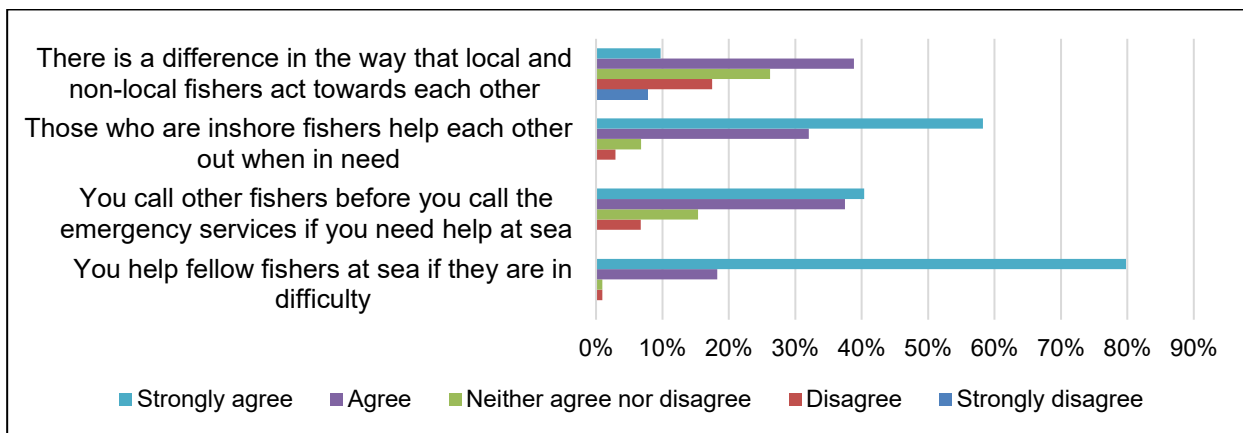 There is a difference in the way that local and
non-local fishers act towards each other
Those who are inshore fishers help each other
out when in need
You call other fishers before you call the
emergency services if you need help at sea
You help fellow fishers at sea if they are in
difficulty
0% 10% 20% 30% 40% 50% 60% 70% 80% 90%
Strongly agree Agree Neither agree nor disagree Disagree Strongly disagree